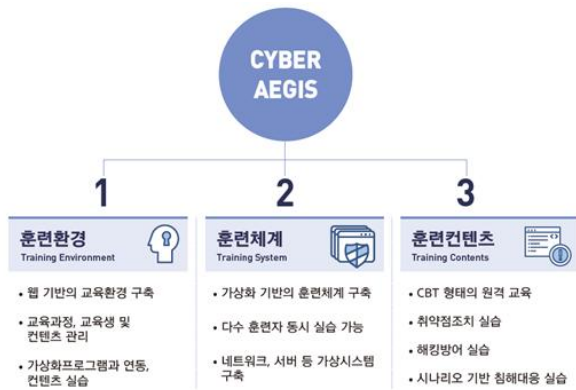 CYBER
AEGIS
1
훈련환경
Training Environment
• 웹 기반의 교육환경 구축
• 교육과정, 교육생 및
컨텐츠 관리
• 가상화프로그램과 연동,
컨텐츠 실습
2
훈련체계
Training System
• 가상화 기반의 훈련체계 구축
• 다수 훈련자 동시 실습 가능
• 네트워크, 서버 등 가상시스템
구축
3
훈련컨텐츠
Training Contents
• CBT 형태의 원격 교육
• 취약점조치 실습
• 해킹방어 실습
• 시나리오 기반 침해대응 실습